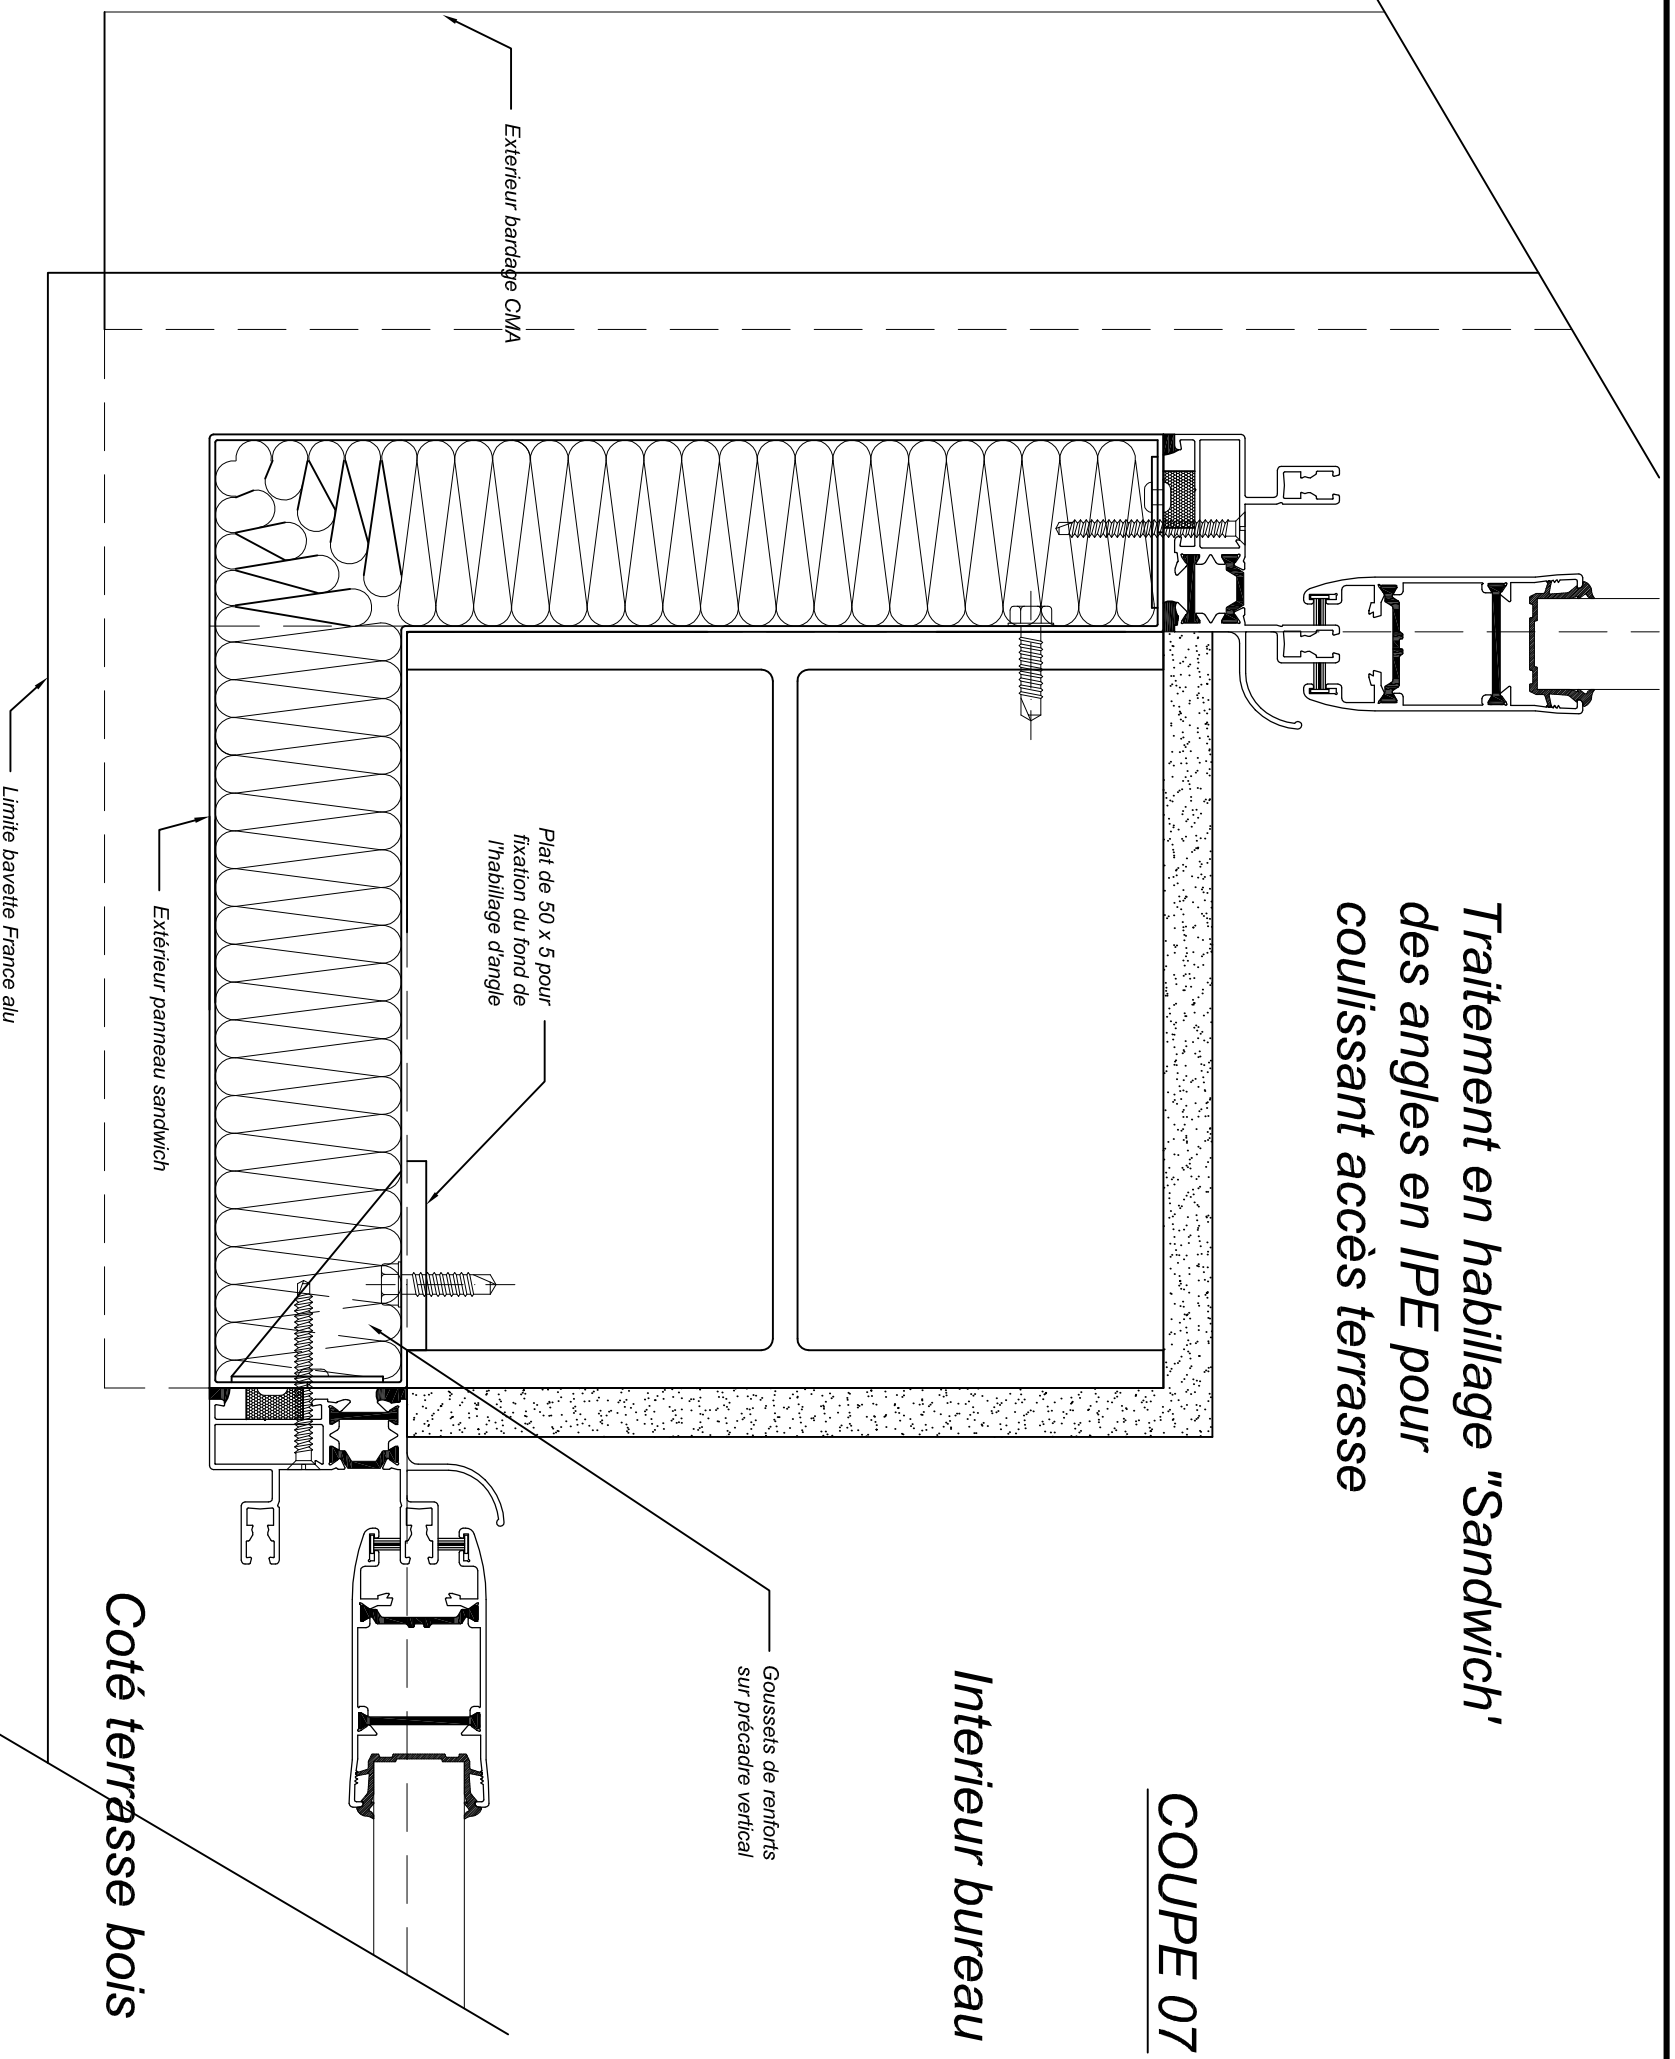 COUPE 07
Traitement en habillage "Sandwich'
des angles en IPE pour
coulissant accès terrasse
Interieur bureau
Goussets de renforts
sur précadre vertical
Plat de 50 x 5 pour
fixation du fond de
l'habillage d'angle
Exterieur bardage CMA
Extérieur panneau sandwich
Coté terrasse bois
Limite bavette France alu